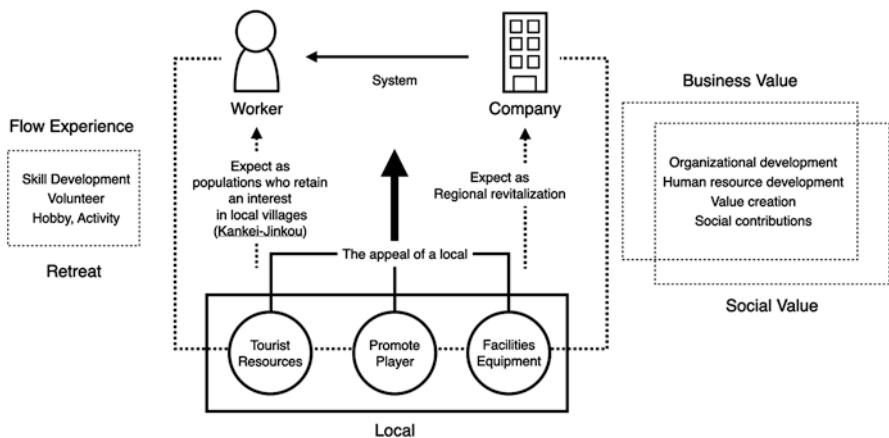 System
Worker
Company
Business Value
Flow Experience
Skill Development
Volunteer
Hobby, Activity
Retreat
Expect as
populations who retain
an interest
in local villages
(Kankei-Jinkou)
Expect as
Regional revitalization
Organizational development
Human resource development
Value creation
Social contributions
Social Value
The appeal of a local
Tourist
Resources
Promote
Player
Facilities
Equipment
Local